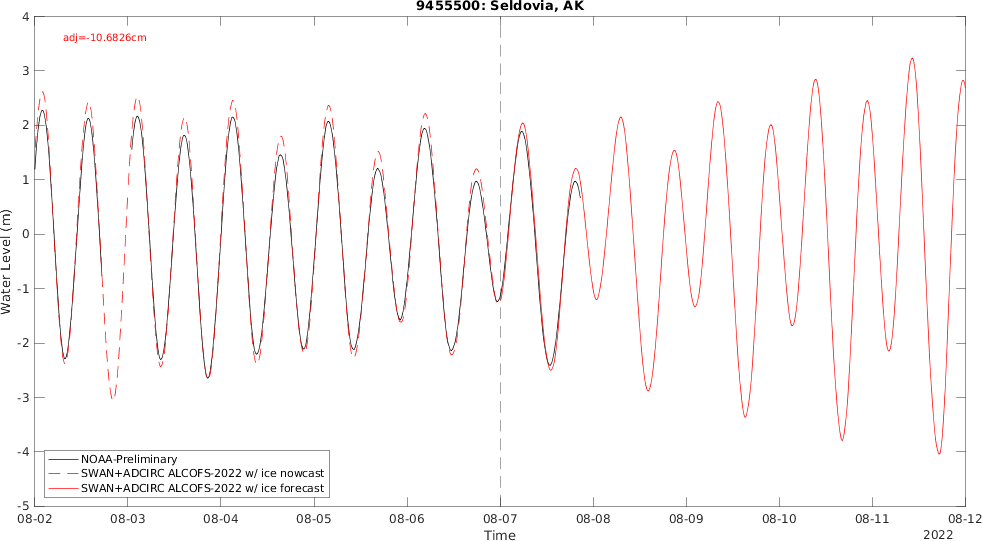 9455500: Seldovia, AK
adj=-10.6826cm
Water Level (m)
4
3
2
1
0
-1
-2
-3
-4
-5
NOAA-Preliminary
SWAN+ADCIRC ALCOFS-2022 w/ ice nowcast
SWAN+ADCIRC ALCOFS-2022 w/ ice forecast
08-02 08-03 08-04 08-05 08-06 08-07 08-08 08-09 08-10 08-11 08-12
Time
2022